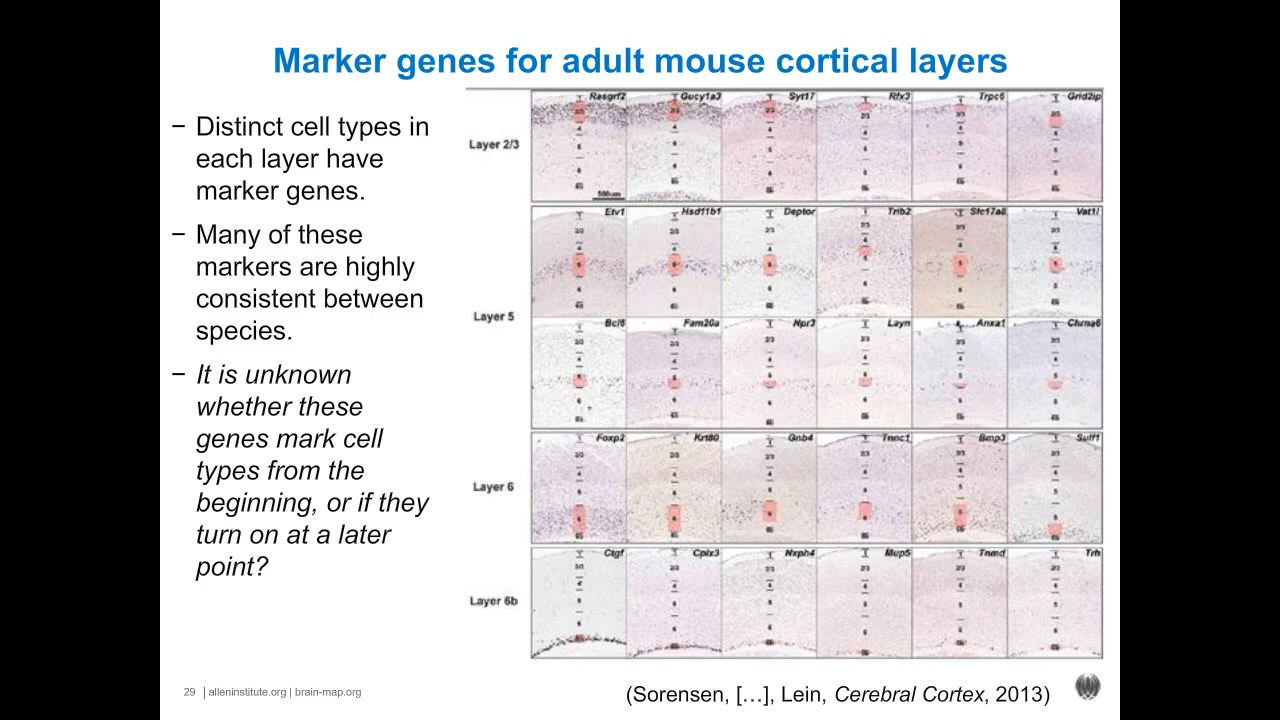 Marker genes for adult mouse cortical layers
− Distinct cell types in
each layer have
marker genes.
− Many of these
markers are highly
consistent between
species.
− It is unknown
whether these
genes mark cell
types from the
beginning, or if they
turn on at a later
point?
Layer 2/3
Rasgrf2 Gucy1a3 Syt17 Rfx3 Trpc6 Grid2ip
500um
Layer 5
Etv1 Hsd11b1 Deptor Trib2 Slc17a8 Vat1l
Bcl6 Fam20a Npr3 Layn Anxa1 Chrna6
Layer 6
Foxp2 Krt80 Gnb4 Tnnc1 Bmp3 Sulf1
Layer 6b
Ctgf Cplx3 Nxph4 Mup5 Tnmd Trh
29 | alleninstitute.org | brain-map.org
(Sorensen, […], Lein, Cerebral Cortex, 2013)